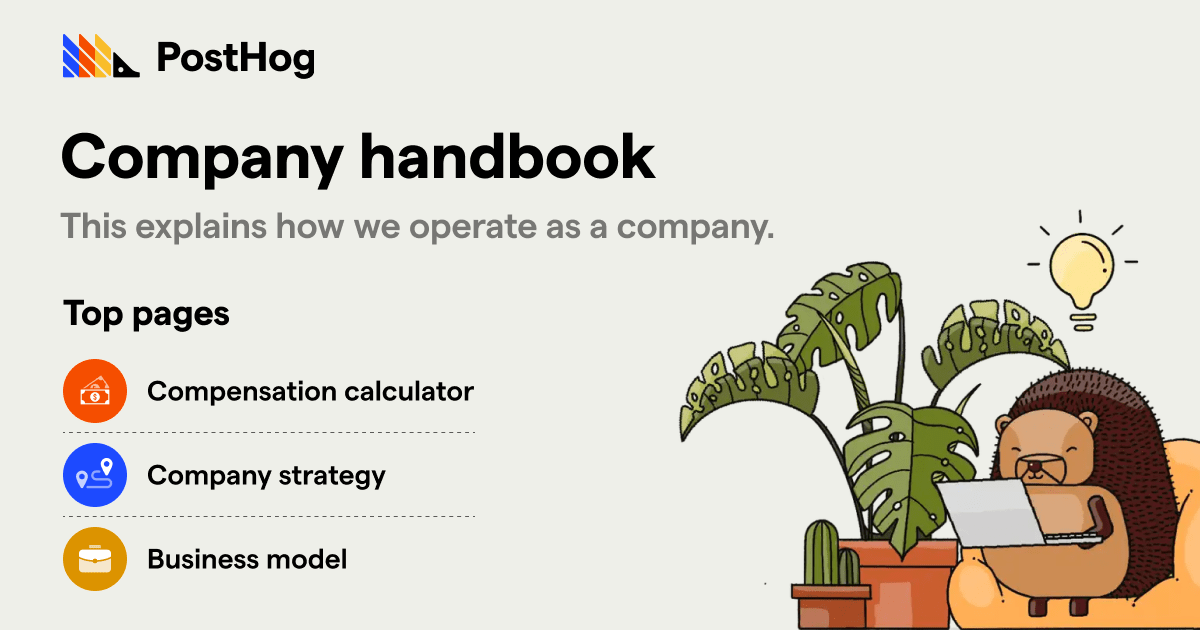 PostHog
Company handbook
This explains how we operate as a company.
Top pages
Compensation calculator
Company strategy
Business model